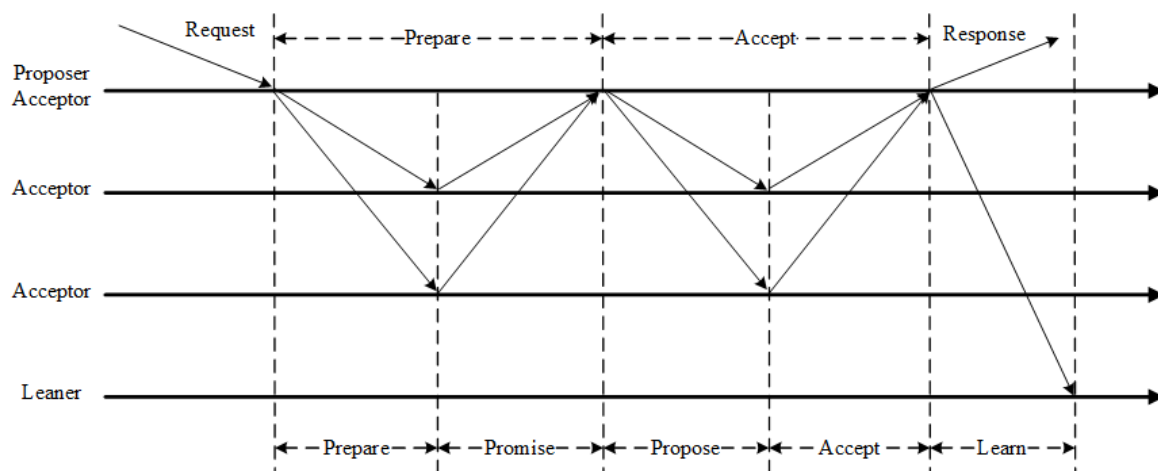 Request
Prepare
Accept
Response
Proposer
Acceptor
Acceptor
Acceptor
Leaner
Prepare
Promise
Propose
Accept
Learn